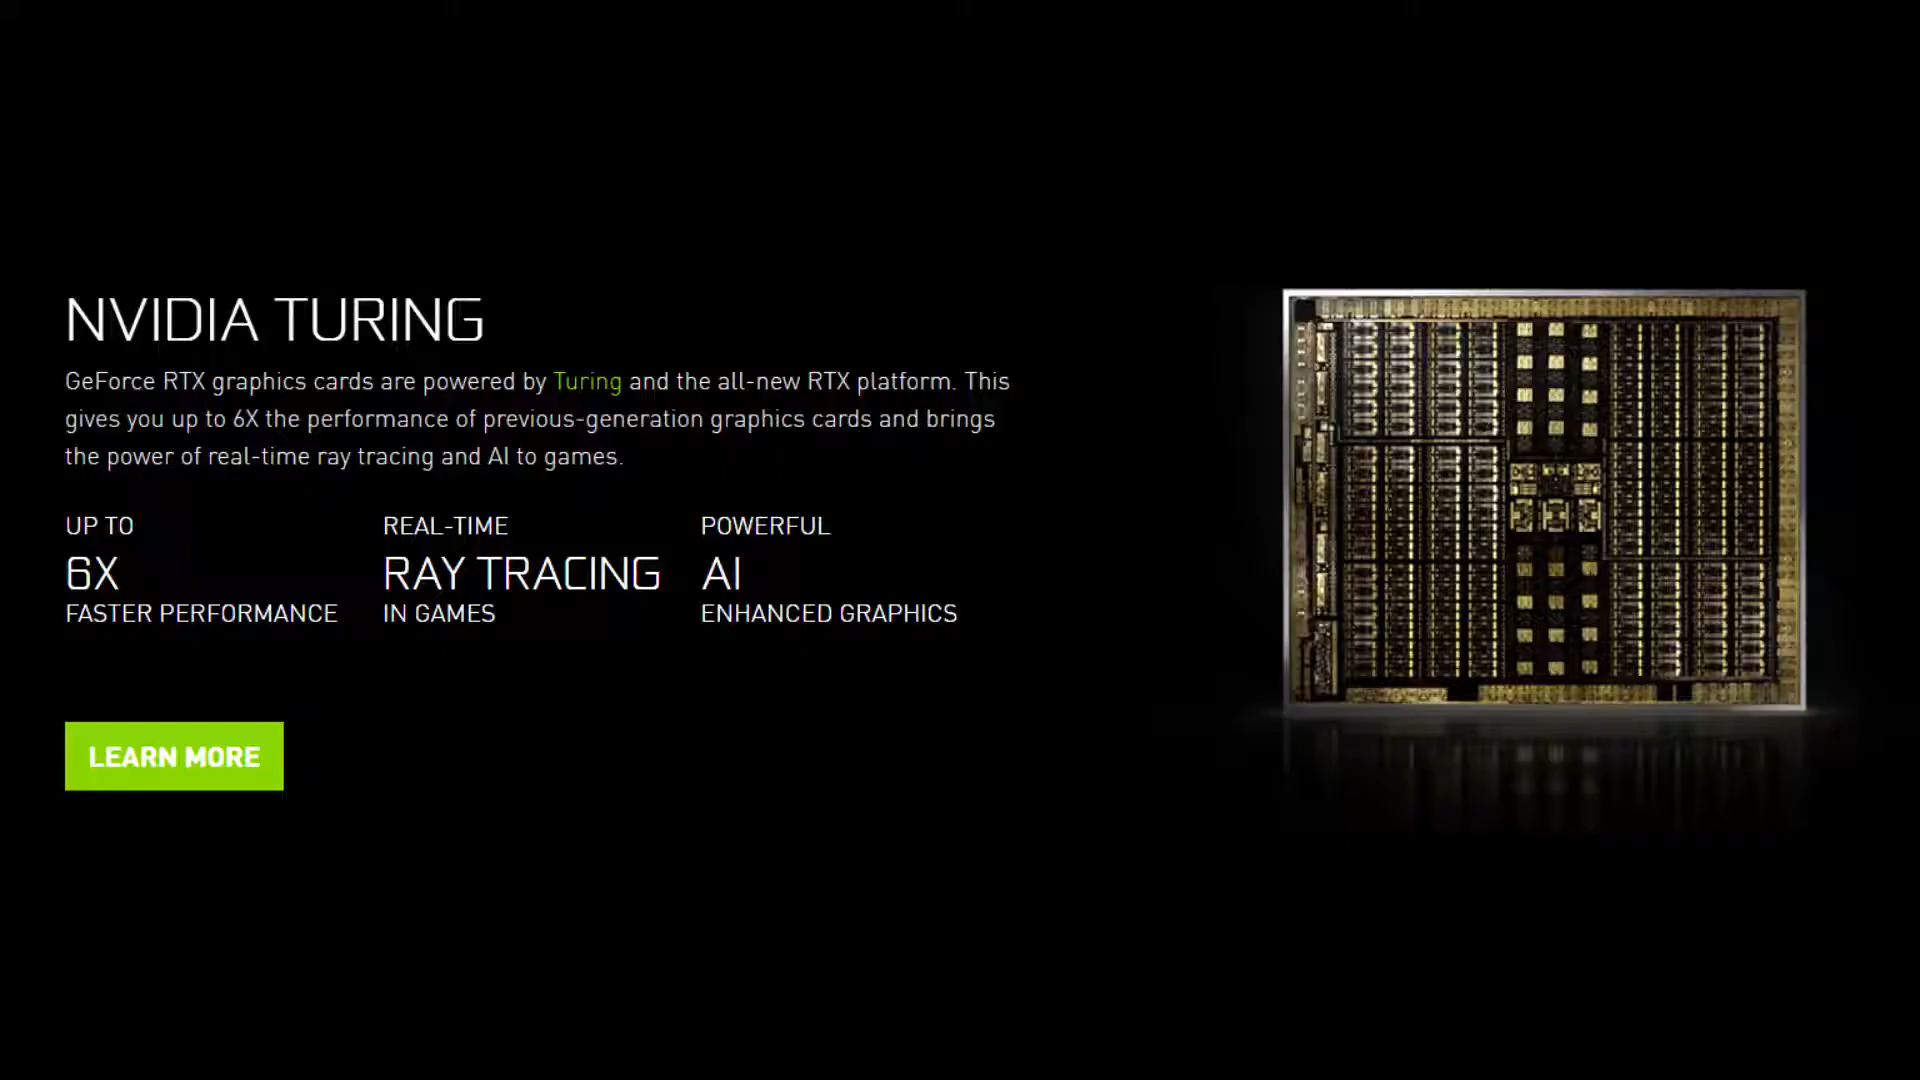 NVIDIA TURING
GeForce RTX graphics cards are powered by Turing and the all-new RTX platform. This
gives you up to 6X the performance of previous-generation graphics cards and brings
the power of real-time ray tracing and AI to games.
UP TO
6X
FASTER PERFORMANCE
REAL-TIME
RAY TRACING
IN GAMES
POWERFUL
AI
ENHANCED GRAPHICS
LEARN MORE